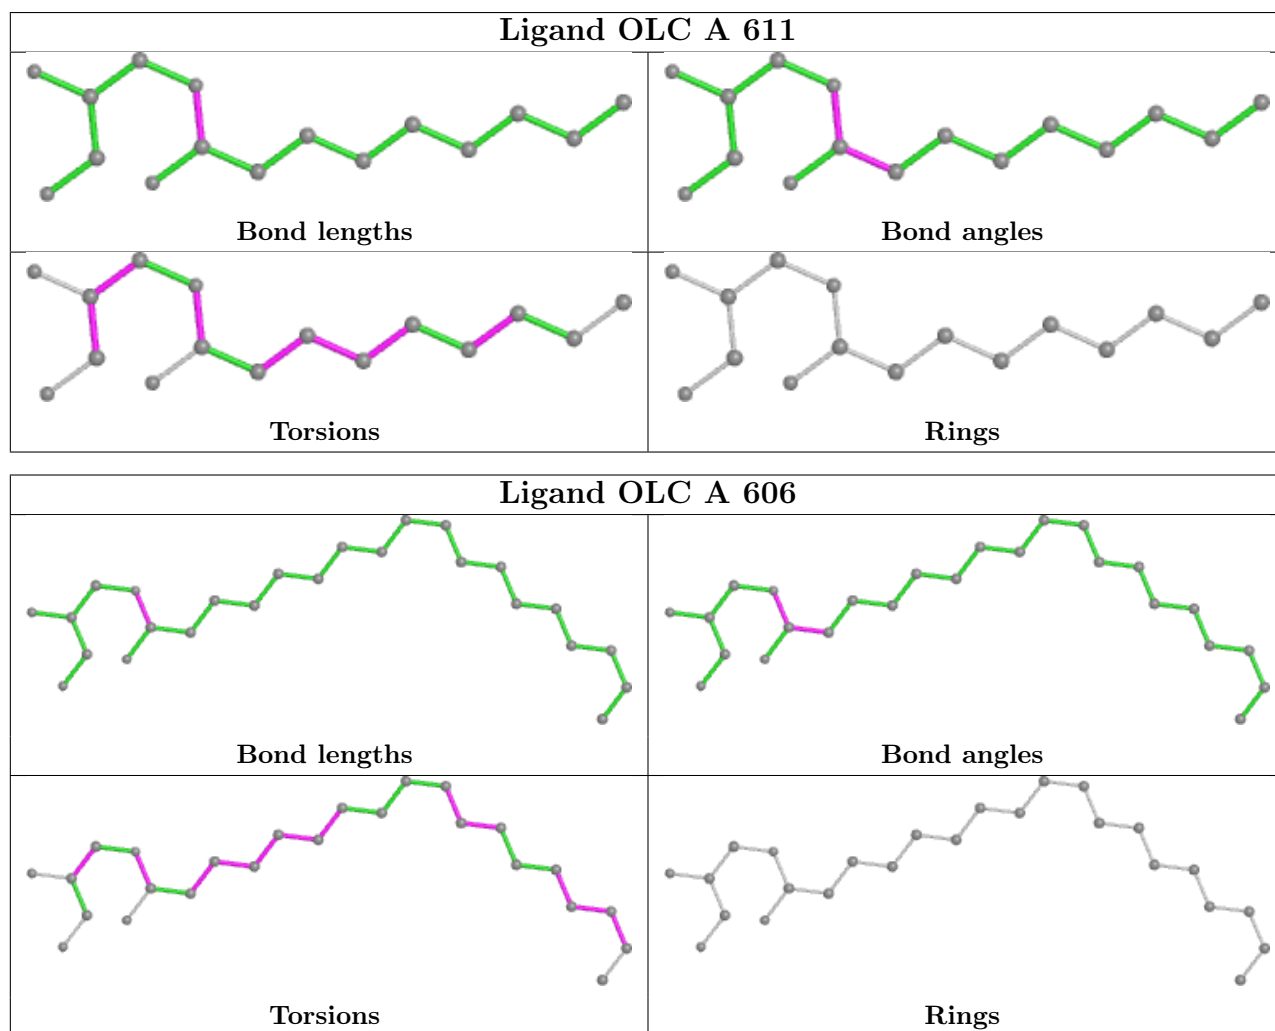 Ligand OLC A 611
Bond lengths
Bond angles
Torsions
Rings
Ligand OLC A 606
Bond lengths
Bond angles
Torsions
Rings